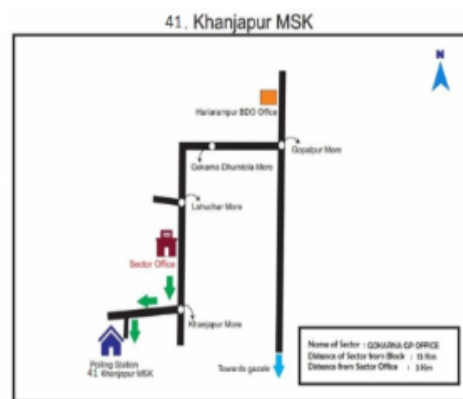 41. Khanjapur MSK
N
Harirampur BDO Office
Gopalpur More
Gokarna Dhumtola More
Lahuchar More
Sector Office
Khanjapur More
Polling Station
41 Khanjapur MSK
Towards gazole
Name of Sector : GOKARNA GP OFFICE
Distance of Sector from Block : 15 Km
Distance from Sector Office : 3 Km